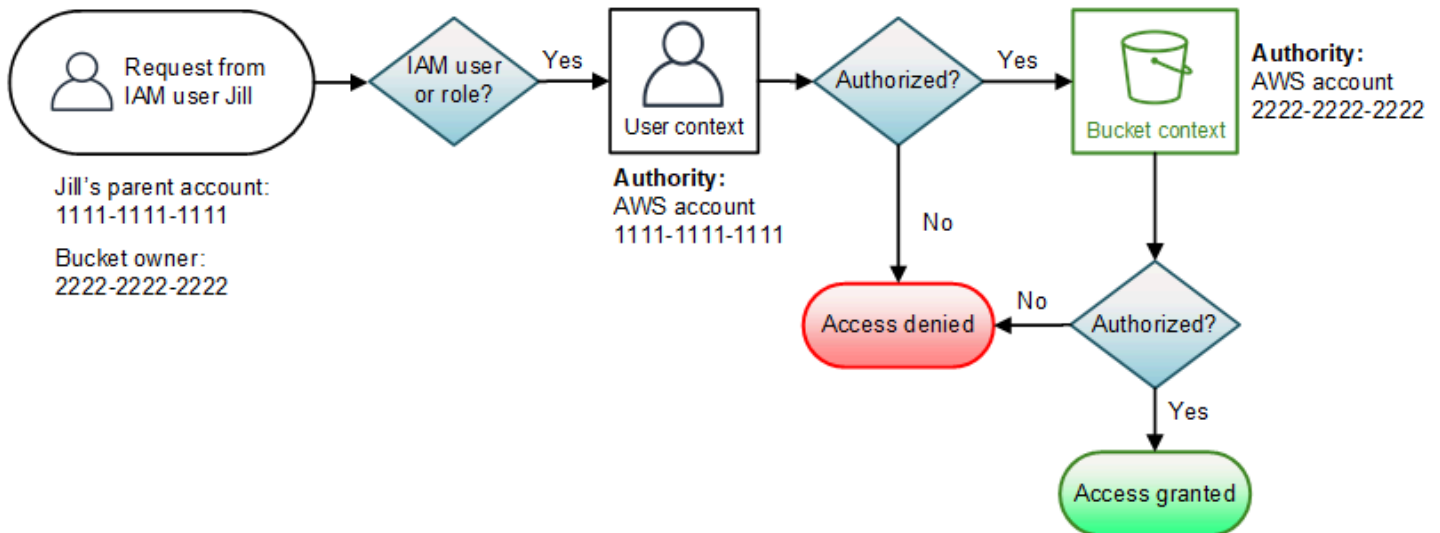 Request from
IAM user Jill
Jill's parent account:
1111-1111-1111
Bucket owner:
2222-2222-2222
IAM user
or role?
Yes
User context
Authority:
AWS account
1111-1111-1111
Authorized?
Yes
No
Bucket context
Authority:
AWS account
2222-2222-2222
Access denied
No
Authorized?
Yes
Access granted